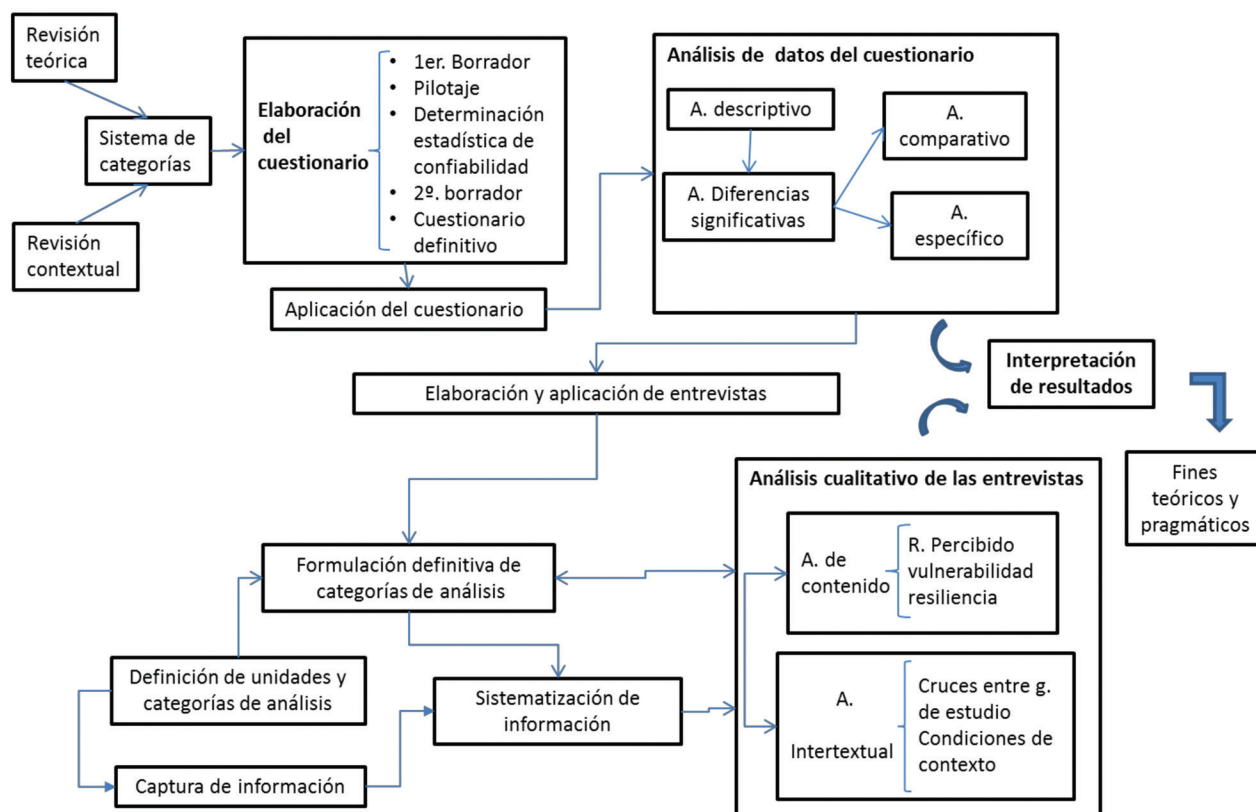 Revisión
teórica
Sistema de
categorías
Revisión
contextual
Elaboración
del
cuestionario
• 1er. Borrador
• Pilotaje
• Determinación
estadística de
confiabilidad
• 2º. borrador
• Cuestionario
definitivo
Aplicación del cuestionario
Análisis de datos del cuestionario
A. descriptivo
A. Diferencias
significativas
A.
comparativo
A.
específico
Elaboración y aplicación de entrevistas
Interpretación
de resultados
Fines
teóricos y
pragmáticos
Formulación definitiva de
categorías de análisis
Definición de unidades y
categorías de análisis
Captura de información
Sistematización de
información
Análisis cualitativo de las entrevistas
A. de
contenido
R. Percibido
vulnerabilidad
resiliencia
A.
Intertextual
Cruces entre g.
de estudio
Condiciones de
contexto